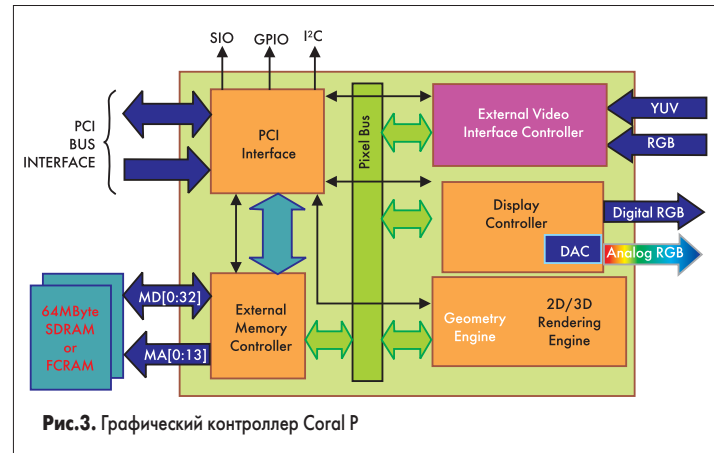 SIO
GPIO
I²C
PCI
BUS
INTERFACE
PCI
Interface
Pixel Bus
External Video
Interface Controller
YUV
RGB
Display
Controller
DAC
Digital RGB
Analog RGB
64MByte
SDRAM
or
FCRAM
MD[0:32]
MA[0:13]
External
Memory
Controller
Geometry
Engine
2D/3D
Rendering
Engine
Рис.3. Графический контроллер Coral P